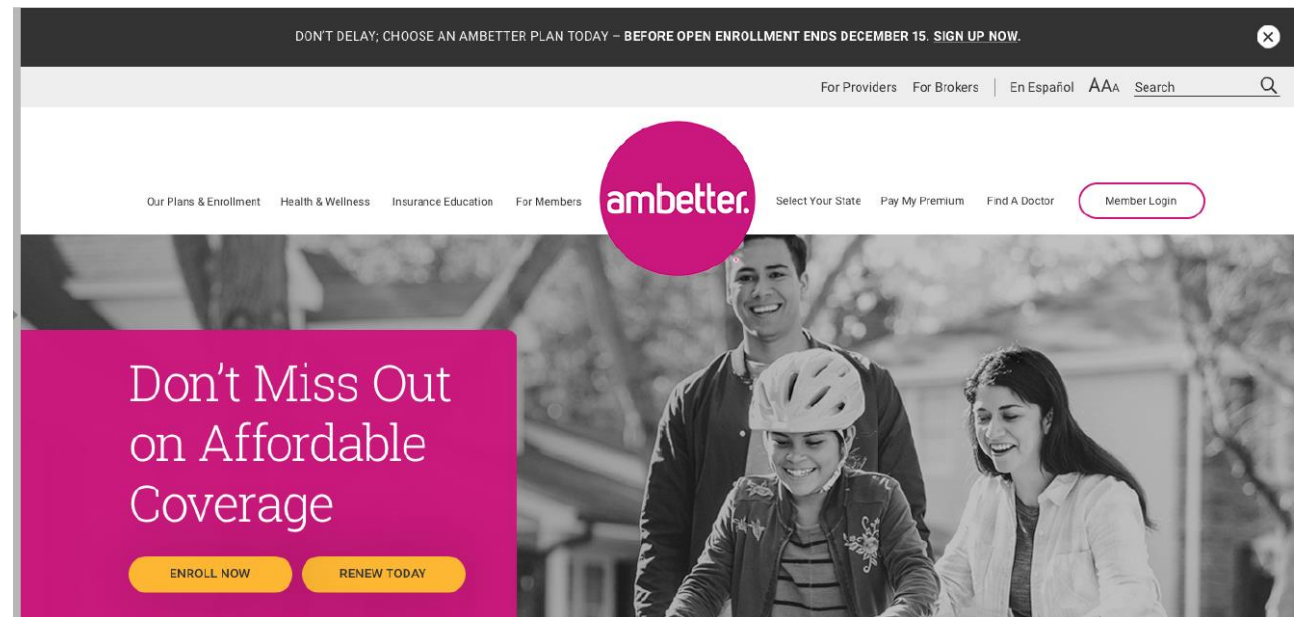 DON'T DELAY; CHOOSE AN AMBETTER PLAN TODAY – BEFORE OPEN ENROLLMENT ENDS DECEMBER 15. SIGN UP NOW.
For Providers For Brokers | En Español AAA Search
Our Plans & Enrollment Health & Wellness Insurance Education For Members ambetter. Select Your State Pay My Premium Find A Doctor Member Login
Don't Miss Out
on Affordable
Coverage
ENROLL NOW RENEW TODAY